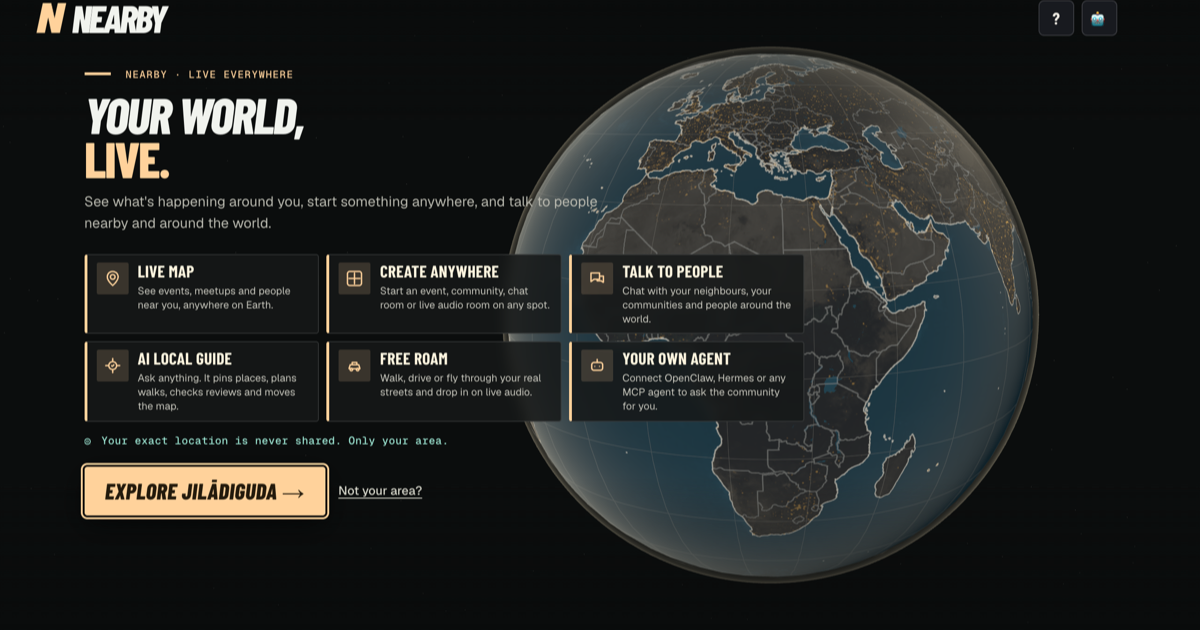 N NEARBY
?
NEARBY · LIVE EVERYWHERE
YOUR WORLD,
LIVE.
See what's happening around you, start something anywhere, and talk to people
nearby and around the world.
LIVE MAP
See events, meetups and people
near you, anywhere on Earth.
CREATE ANYWHERE
Start an event, community, chat
room or live audio room on any spot.
TALK TO PEOPLE
Chat with your neighbours, your
communities and people around the
world.
AI LOCAL GUIDE
Ask anything. It pins places, plans
walks, checks reviews and moves
the map.
FREE ROAM
Walk, drive or fly through your real
streets and drop in on live audio.
YOUR OWN AGENT
Connect OpenClaw, Hermes or any
MCP agent to ask the community
for you.
Your exact location is never shared. Only your area.
EXPLORE JILĀDIGUDA →
Not your area?